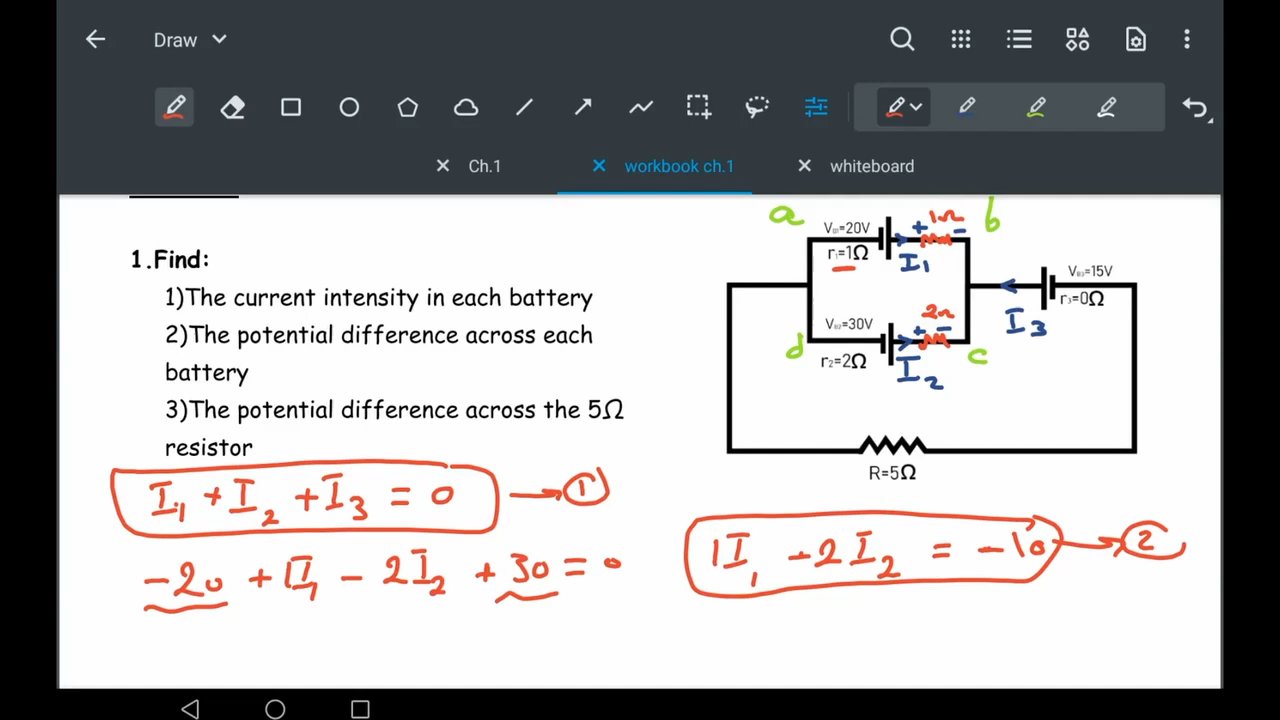 Draw
Ch.1
workbook ch.1
whiteboard
1.Find:
1)The current intensity in each battery
2)The potential difference across each
battery
3)The potential difference across the 5Ω
resistor
a
b
VB1=20V
1Ω
r1=1Ω
I1
+ -
VB3=15V
r3=0Ω
I3
VB2=30V
2Ω
+ -
d
c
r2=2Ω
I2
R=5Ω
I1 + I2 + I3 = 0 → 1
-20 + 1I1 - 2I2 + 30 = 0
1I1 - 2I2 = -10 → 2